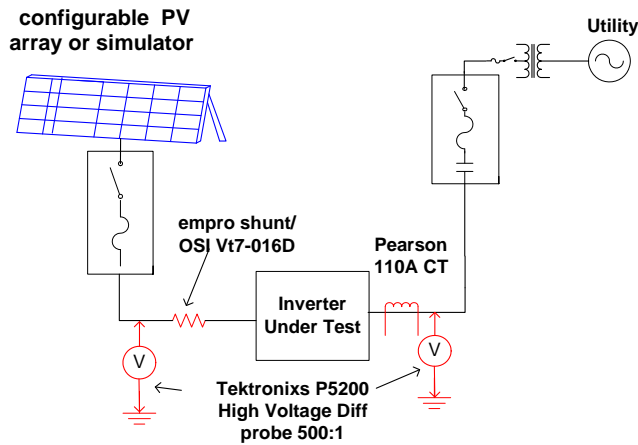 configurable PV
array or simulator
Utility
empro shunt/
OSI Vt7-016D
Pearson
110A CT
Inverter
Under Test
V
V
Tektronixs P5200
High Voltage Diff
probe 500:1